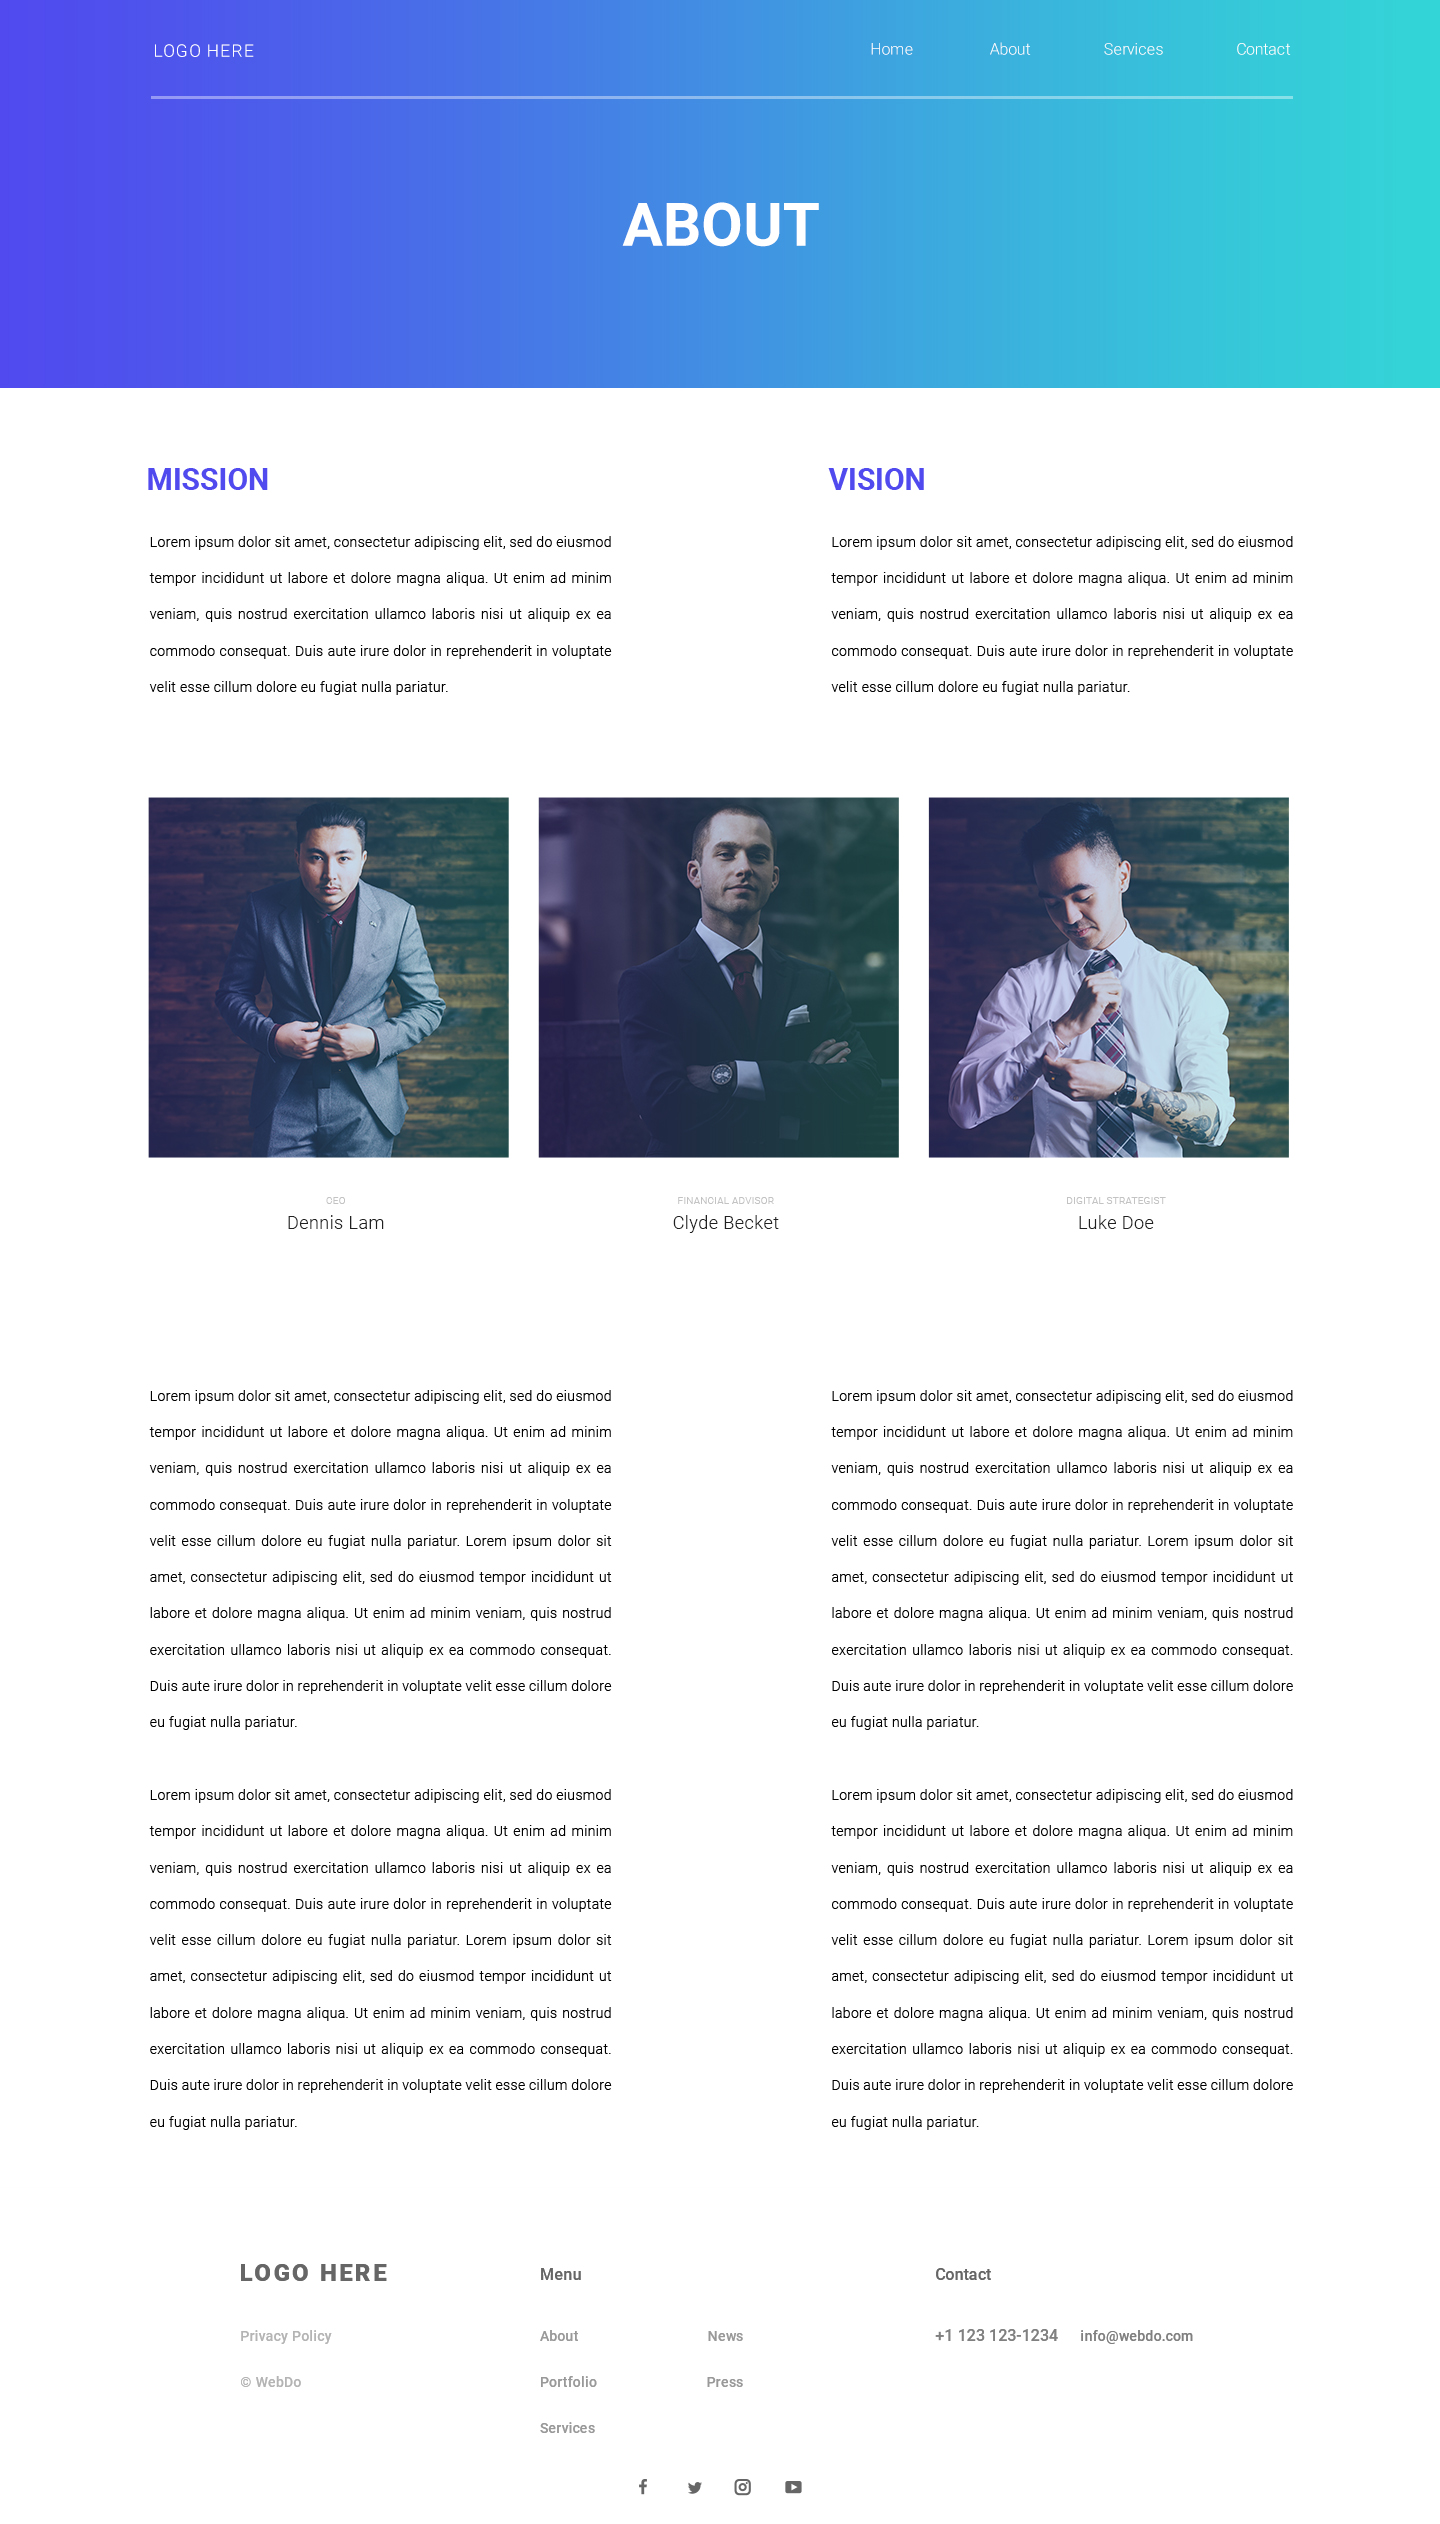 LOGO HERE
Home About Services Contact
ABOUT
MISSION
Lorem ipsum dolor sit amet, consectetur adipiscing elit, sed do eiusmod
tempor incididunt ut labore et dolore magna aliqua. Ut enim ad minim
veniam, quis nostrud exercitation ullamco laboris nisi ut aliquip ex ea
commodo consequat. Duis aute irure dolor in reprehenderit in voluptate
velit esse cillum dolore eu fugiat nulla pariatur.
VISION
Lorem ipsum dolor sit amet, consectetur adipiscing elit, sed do eiusmod
tempor incididunt ut labore et dolore magna aliqua. Ut enim ad minim
veniam, quis nostrud exercitation ullamco laboris nisi ut aliquip ex ea
commodo consequat. Duis aute irure dolor in reprehenderit in voluptate
velit esse cillum dolore eu fugiat nulla pariatur.
CEO
Dennis Lam
FINANCIAL ADVISOR
Clyde Becket
DIGITAL STRATEGIST
Luke Doe
Lorem ipsum dolor sit amet, consectetur adipiscing elit, sed do eiusmod
tempor incididunt ut labore et dolore magna aliqua. Ut enim ad minim
veniam, quis nostrud exercitation ullamco laboris nisi ut aliquip ex ea
commodo consequat. Duis aute irure dolor in reprehenderit in voluptate
velit esse cillum dolore eu fugiat nulla pariatur. Lorem ipsum dolor sit
amet, consectetur adipiscing elit, sed do eiusmod tempor incididunt ut
labore et dolore magna aliqua. Ut enim ad minim veniam, quis nostrud
exercitation ullamco laboris nisi ut aliquip ex ea commodo consequat.
Duis aute irure dolor in reprehenderit in voluptate velit esse cillum dolore
eu fugiat nulla pariatur.
Lorem ipsum dolor sit amet, consectetur adipiscing elit, sed do eiusmod
tempor incididunt ut labore et dolore magna aliqua. Ut enim ad minim
veniam, quis nostrud exercitation ullamco laboris nisi ut aliquip ex ea
commodo consequat. Duis aute irure dolor in reprehenderit in voluptate
velit esse cillum dolore eu fugiat nulla pariatur. Lorem ipsum dolor sit
amet, consectetur adipiscing elit, sed do eiusmod tempor incididunt ut
labore et dolore magna aliqua. Ut enim ad minim veniam, quis nostrud
exercitation ullamco laboris nisi ut aliquip ex ea commodo consequat.
Duis aute irure dolor in reprehenderit in voluptate velit esse cillum dolore
eu fugiat nulla pariatur.
Lorem ipsum dolor sit amet, consectetur adipiscing elit, sed do eiusmod
tempor incididunt ut labore et dolore magna aliqua. Ut enim ad minim
veniam, quis nostrud exercitation ullamco laboris nisi ut aliquip ex ea
commodo consequat. Duis aute irure dolor in reprehenderit in voluptate
velit esse cillum dolore eu fugiat nulla pariatur. Lorem ipsum dolor sit
amet, consectetur adipiscing elit, sed do eiusmod tempor incididunt ut
labore et dolore magna aliqua. Ut enim ad minim veniam, quis nostrud
exercitation ullamco laboris nisi ut aliquip ex ea commodo consequat.
Duis aute irure dolor in reprehenderit in voluptate velit esse cillum dolore
eu fugiat nulla pariatur.
Lorem ipsum dolor sit amet, consectetur adipiscing elit, sed do eiusmod
tempor incididunt ut labore et dolore magna aliqua. Ut enim ad minim
veniam, quis nostrud exercitation ullamco laboris nisi ut aliquip ex ea
commodo consequat. Duis aute irure dolor in reprehenderit in voluptate
velit esse cillum dolore eu fugiat nulla pariatur. Lorem ipsum dolor sit
amet, consectetur adipiscing elit, sed do eiusmod tempor incididunt ut
labore et dolore magna aliqua. Ut enim ad minim veniam, quis nostrud
exercitation ullamco laboris nisi ut aliquip ex ea commodo consequat.
Duis aute irure dolor in reprehenderit in voluptate velit esse cillum dolore
eu fugiat nulla pariatur.
LOGO HERE
Privacy Policy
© WebDo
Menu
About News
Portfolio Press
Services
Contact
+1 123 123-1234 info@webdo.com